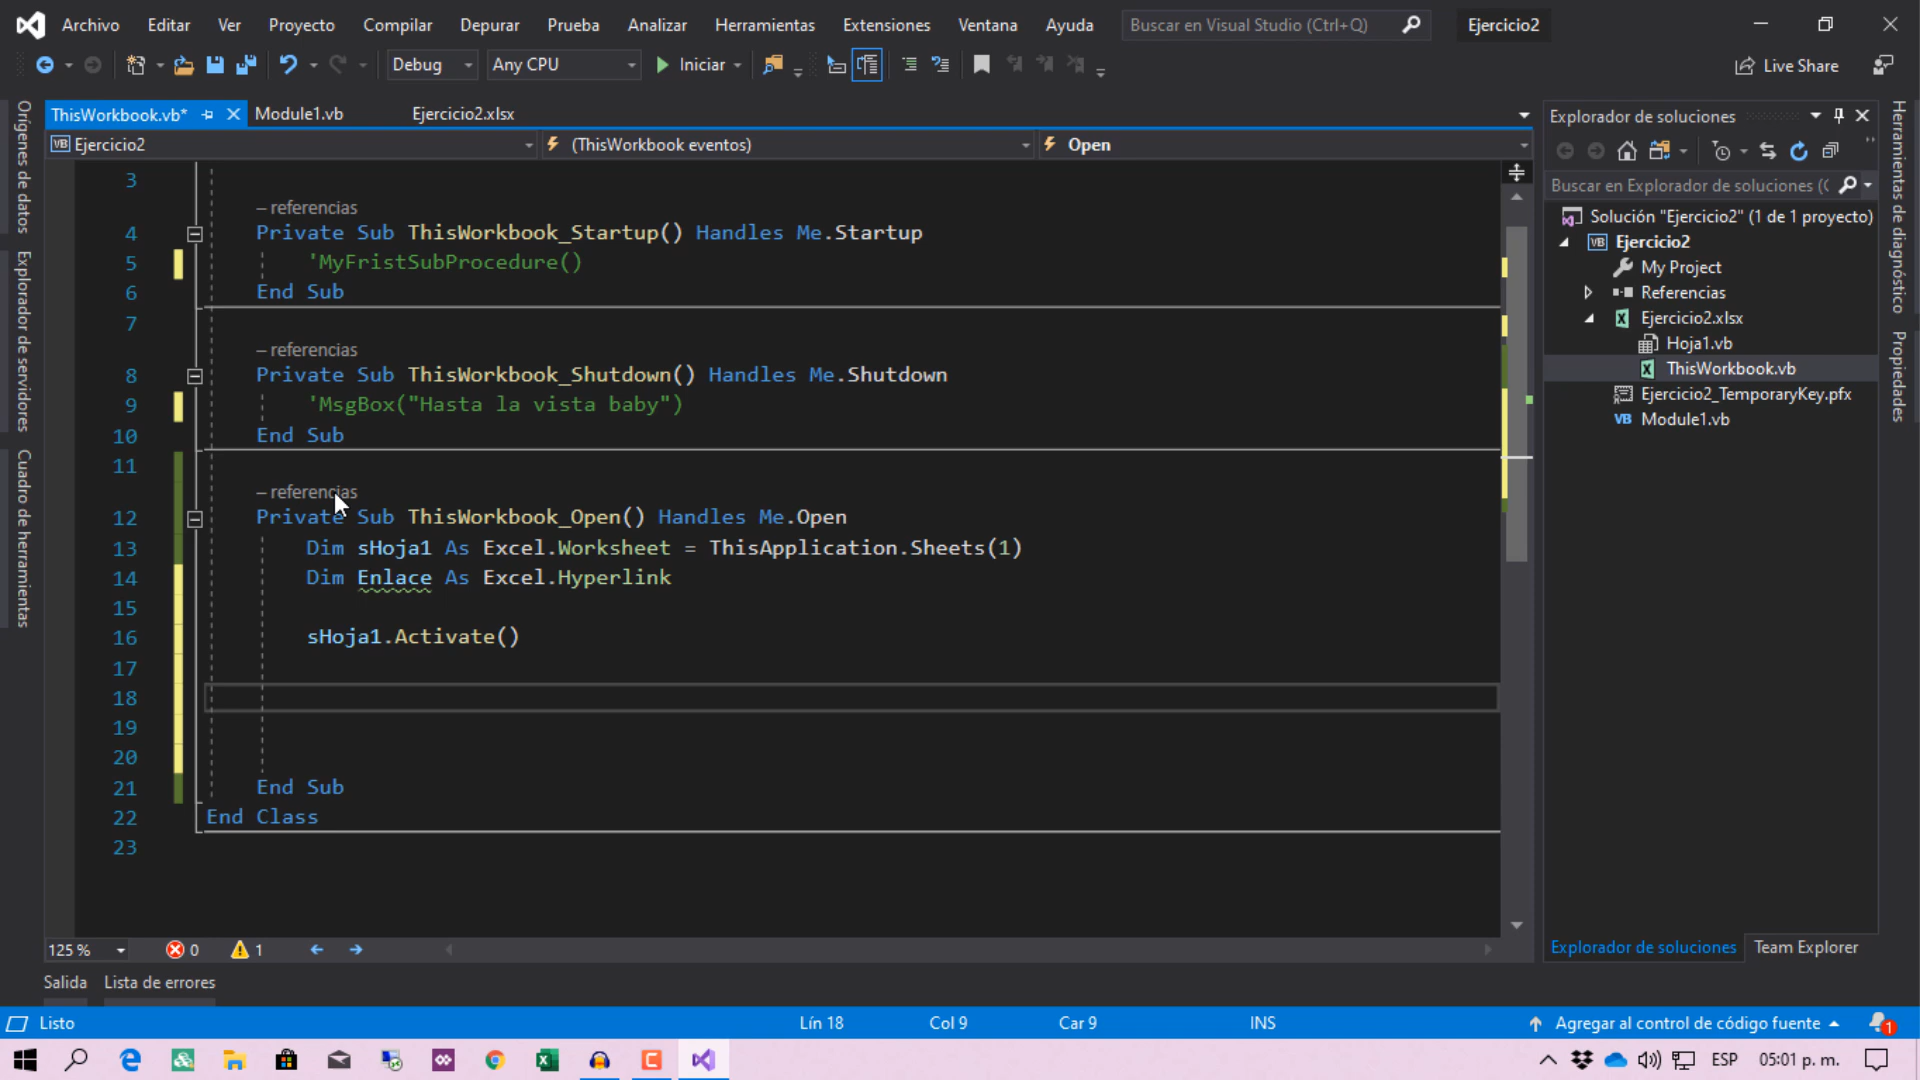 Archivo Editar Ver Proyecto Compilar Depurar Prueba Analizar Herramientas Extensiones Ventana Ayuda Buscar en Visual Studio (Ctrl+Q) Ejercicio2
Debug Any CPU Iniciar Live Share
ThisWorkbook.vb* Module1.vb Ejercicio2.xlsx
VB Ejercicio2 (ThisWorkbook eventos) Open
Orígenes de datos
Explorador de servidores
Cuadro de herramientas
3
– referencias
4 Private Sub ThisWorkbook_Startup() Handles Me.Startup
5 'MyFristSubProcedure()
6 End Sub
7
– referencias
8 Private Sub ThisWorkbook_Shutdown() Handles Me.Shutdown
9 'MsgBox("Hasta la vista baby")
10 End Sub
11
– referencias
12 Private Sub ThisWorkbook_Open() Handles Me.Open
13 Dim sHoja1 As Excel.Worksheet = ThisApplication.Sheets(1)
14 Dim Enlace As Excel.Hyperlink
15
16 sHoja1.Activate()
17
18
19
20
21 End Sub
22 End Class
23
125 % 0 1
Salida Lista de errores
Explorador de soluciones
Buscar en Explorador de soluciones (
Solución "Ejercicio2" (1 de 1 proyecto)
VB Ejercicio2
My Project
Referencias
Ejercicio2.xlsx
Hoja1.vb
ThisWorkbook.vb
Ejercicio2_TemporaryKey.pfx
VB Module1.vb
Explorador de soluciones Team Explorer
Herramientas de diagnóstico
Propiedades
Listo Lín 18 Col 9 Car 9 INS Agregar al control de código fuente 1
ESP 05:01 p. m.